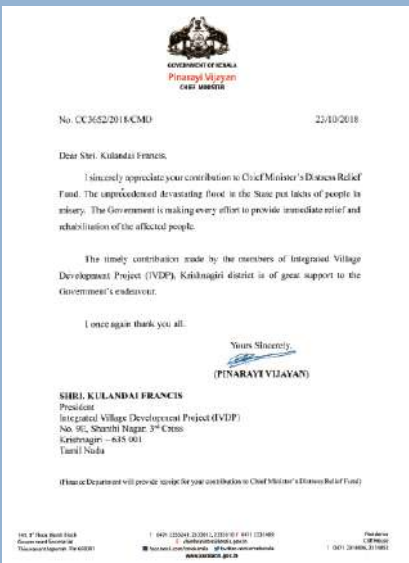 GOVERNMENT OF KERALA
Pinarayi Vijayan
CHIEF MINISTER
No. CC3652/2018/CMO 23/10/2018
Dear Shri. Kulandai Francis,
I sincerely appreciate your contribution to Chief Minister's Distress Relief
Fund. The unprecedented devastating flood in the State put lakhs of people in
misery. The Government is making every effort to provide immediate relief and
rehabilitation of the affected people.
The timely contribution made by the members of Integrated Village
Development Project (IVDP), Krishnagiri district is of great support to the
Government's endeavour.
I once again thank you all.
Yours Sincerely,
(PINARAYI VIJAYAN)
SHRI. KULANDAI FRANCIS
President
Integrated Village Development Project (IVDP)
No. 9E, Shanthi Nagar, 3rd Cross
Krishnagiri – 635 001
Tamil Nadu
(Finance Department will provide receipt for your contribution to Chief Minister's Distress Relief Fund)
Government Secretariat